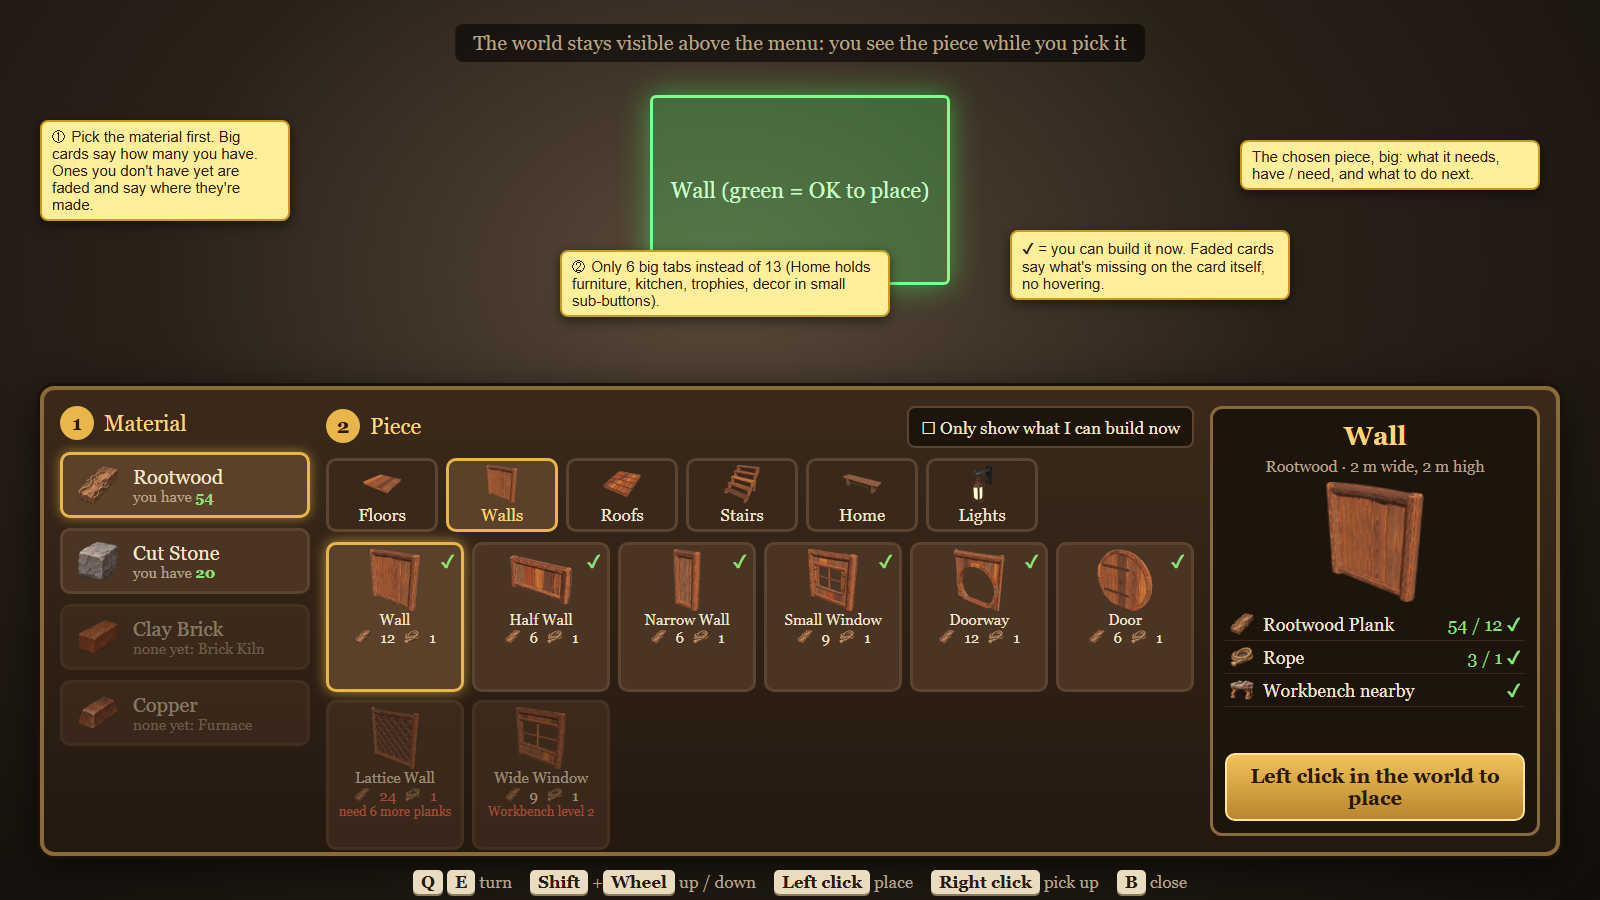 The world stays visible above the menu: you see the piece while you pick it
① Pick the material first. Big
cards say how many you have.
Ones you don't have yet are
faded and say where they're
made.
Wall (green = OK to place)
② Only 6 big tabs instead of 13 (Home holds
furniture, kitchen, trophies, decor in small
sub-buttons).
The chosen piece, big: what it needs,
have / need, and what to do next.
✓ = you can build it now. Faded cards
say what's missing on the card itself,
no hovering.
1 Material
Rootwood
you have 54
Cut Stone
you have 20
Clay Brick
none yet: Brick Kiln
Copper
none yet: Furnace
2 Piece
☐ Only show what I can build now
Floors
Walls
Roofs
Stairs
Home
Lights
✓
Wall
12 1
✓
Half Wall
6 1
✓
Narrow Wall
6 1
✓
Small Window
9 1
✓
Doorway
12 1
✓
Door
6 1
Lattice Wall
24 1
need 6 more planks
Wide Window
9 1
Workbench level 2
Wall
Rootwood · 2 m wide, 2 m high
Rootwood Plank 54 / 12 ✓
Rope 3 / 1 ✓
Workbench nearby ✓
Left click in the world to
place
Q E turn Shift + Wheel up / down Left click place Right click pick up B close